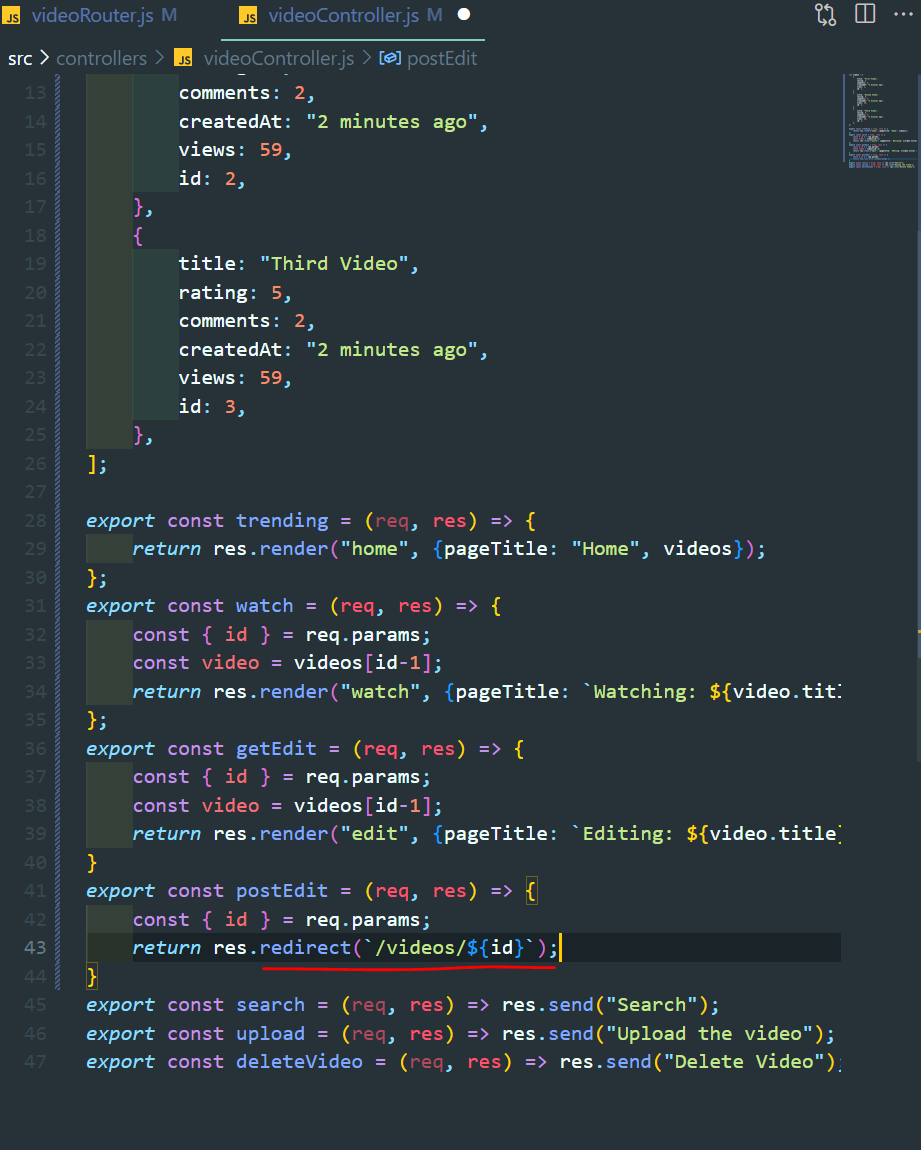 JS videoRouter.js M JS videoController.js M
src > controllers > JS videoController.js > postEdit
13 comments: 2,
14 createdAt: "2 minutes ago",
15 views: 59,
16 id: 2,
17 },
18 {
19 title: "Third Video",
20 rating: 5,
21 comments: 2,
22 createdAt: "2 minutes ago",
23 views: 59,
24 id: 3,
25 },
26 ];
27
28 export const trending = (req, res) => {
29 return res.render("home", {pageTitle: "Home", videos});
30 };
31 export const watch = (req, res) => {
32 const { id } = req.params;
33 const video = videos[id-1];
34 return res.render("watch", {pageTitle: `Watching: ${video.titl
35 };
36 export const getEdit = (req, res) => {
37 const { id } = req.params;
38 const video = videos[id-1];
39 return res.render("edit", {pageTitle: `Editing: ${video.title}
40 }
41 export const postEdit = (req, res) => {
42 const { id } = req.params;
43 return res.redirect(`/videos/${id}`);
44 }
45 export const search = (req, res) => res.send("Search");
46 export const upload = (req, res) => res.send("Upload the video");
47 export const deleteVideo = (req, res) => res.send("Delete Video");